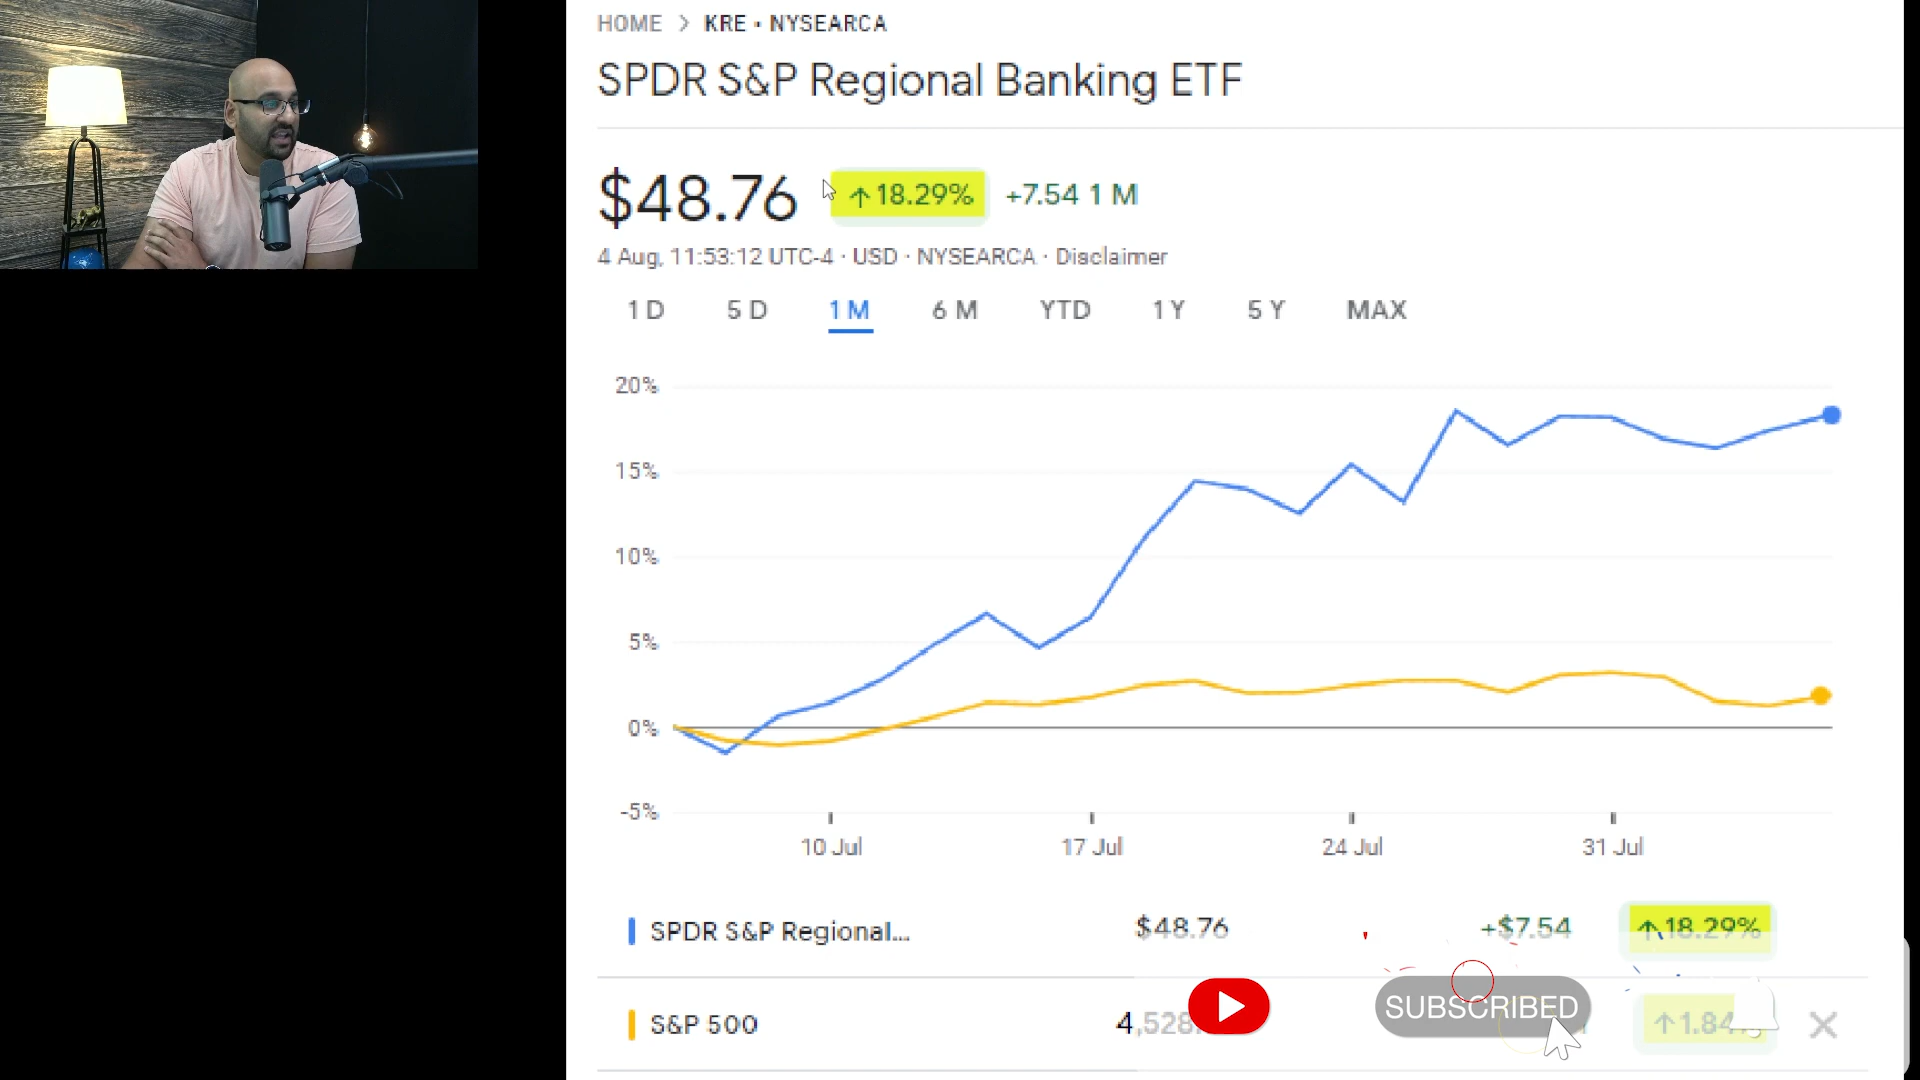 HOME > KRE • NYSEARCA
SPDR S&P Regional Banking ETF
$48.76 ↑18.29% +7.54 1 M
4 Aug, 11:53:12 UTC-4 · USD · NYSEARCA · Disclaimer
1 D 5 D 1 M 6 M YTD 1 Y 5 Y MAX
20%
15%
10%
5%
0%
-5%
10 Jul 17 Jul 24 Jul 31 Jul
SPDR S&P Regional... $48.76 +$7.54 ↑18.29%
S&P 500 4,528. SUBSCRIBED ↑1.84%